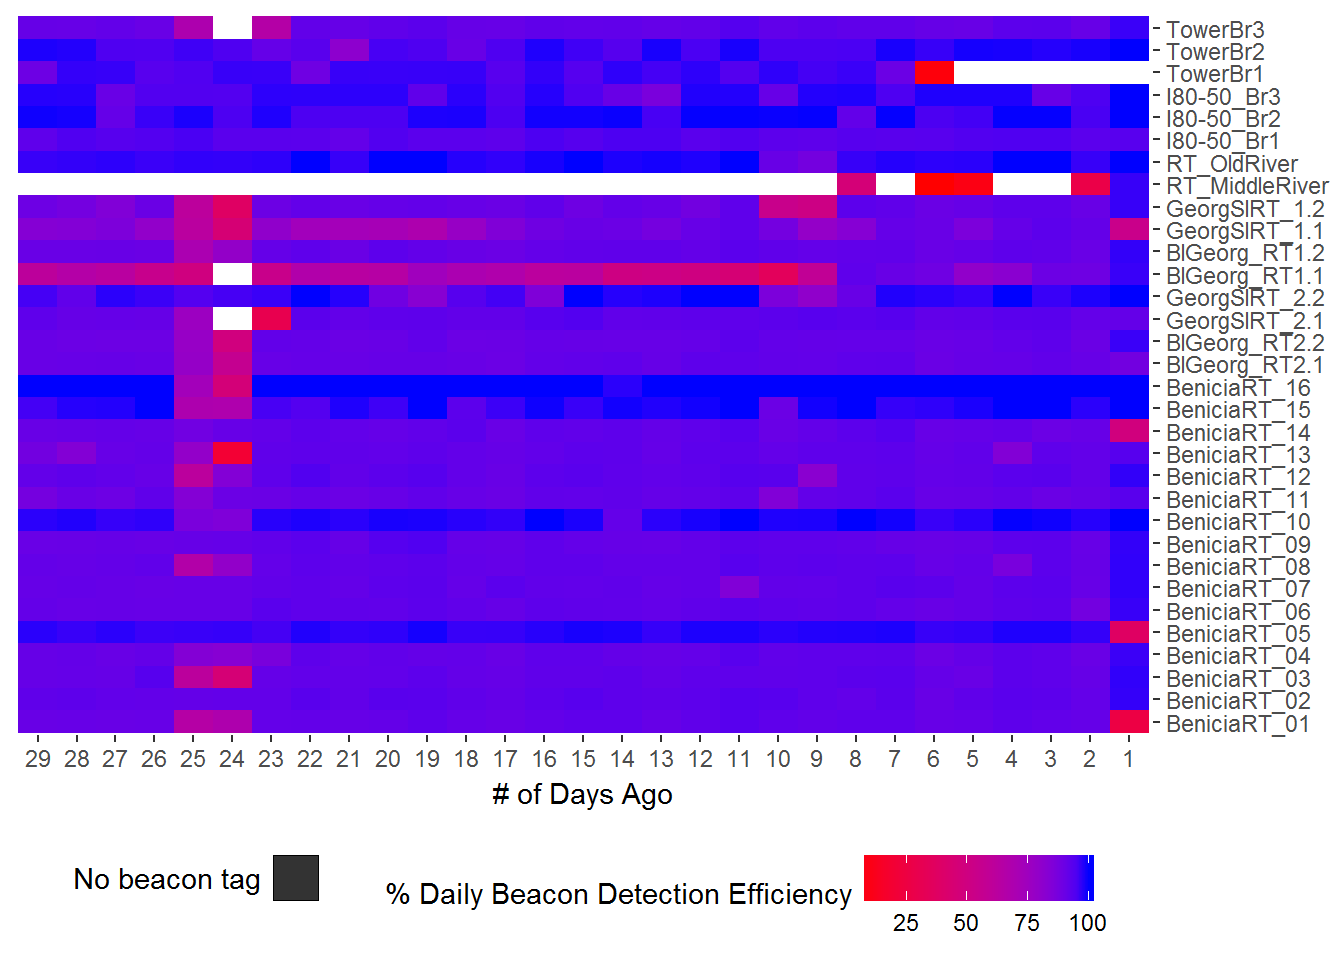 TowerBr3
TowerBr2
TowerBr1
I80-50_Br3
I80-50_Br2
I80-50_Br1
RT_OldRiver
RT_MiddleRiver
GeorgSlRT_1.2
GeorgSlRT_1.1
BlGeorg_RT1.2
BlGeorg_RT1.1
GeorgSlRT_2.2
GeorgSlRT_2.1
BlGeorg_RT2.2
BlGeorg_RT2.1
BeniciaRT_16
BeniciaRT_15
BeniciaRT_14
BeniciaRT_13
BeniciaRT_12
BeniciaRT_11
BeniciaRT_10
BeniciaRT_09
BeniciaRT_08
BeniciaRT_07
BeniciaRT_06
BeniciaRT_05
BeniciaRT_04
BeniciaRT_03
BeniciaRT_02
BeniciaRT_01
29 28 27 26 25 24 23 22 21 20 19 18 17 16 15 14 13 12 11 10 9 8 7 6 5 4 3 2 1
# of Days Ago
No beacon tag
% Daily Beacon Detection Efficiency
25 50 75 100